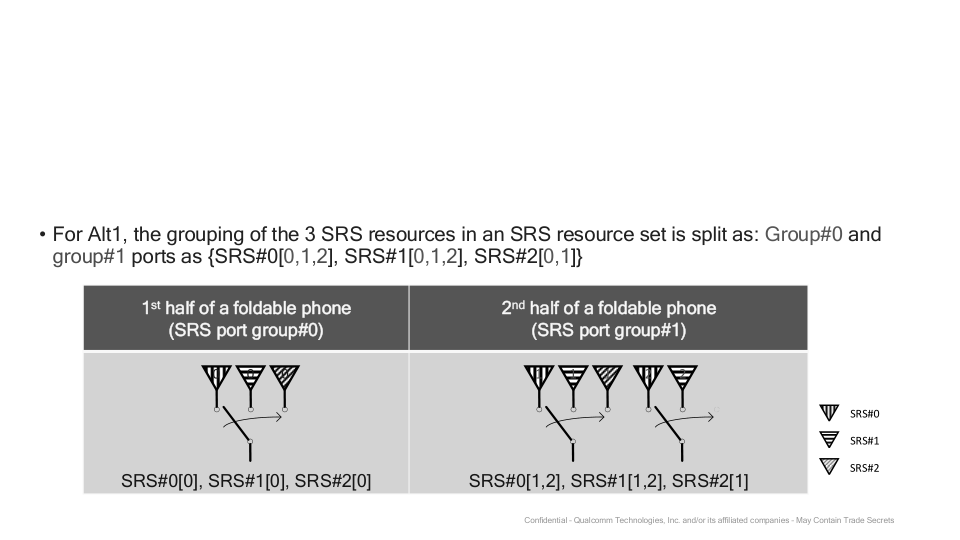 • For Alt1, the grouping of the 3 SRS resources in an SRS resource set is split as: Group#0 and
group#1 ports as {SRS#0[0,1,2], SRS#1[0,1,2], SRS#2[0,1]}
1st half of a foldable phone
(SRS port group#0)
2nd half of a foldable phone
(SRS port group#1)
SRS#0[0], SRS#1[0], SRS#2[0]
SRS#0[1,2], SRS#1[1,2], SRS#2[1]
SRS#0
SRS#1
SRS#2
Confidential - Qualcomm Technologies, Inc. and/or its affiliated companies - May Contain Trade Secrets